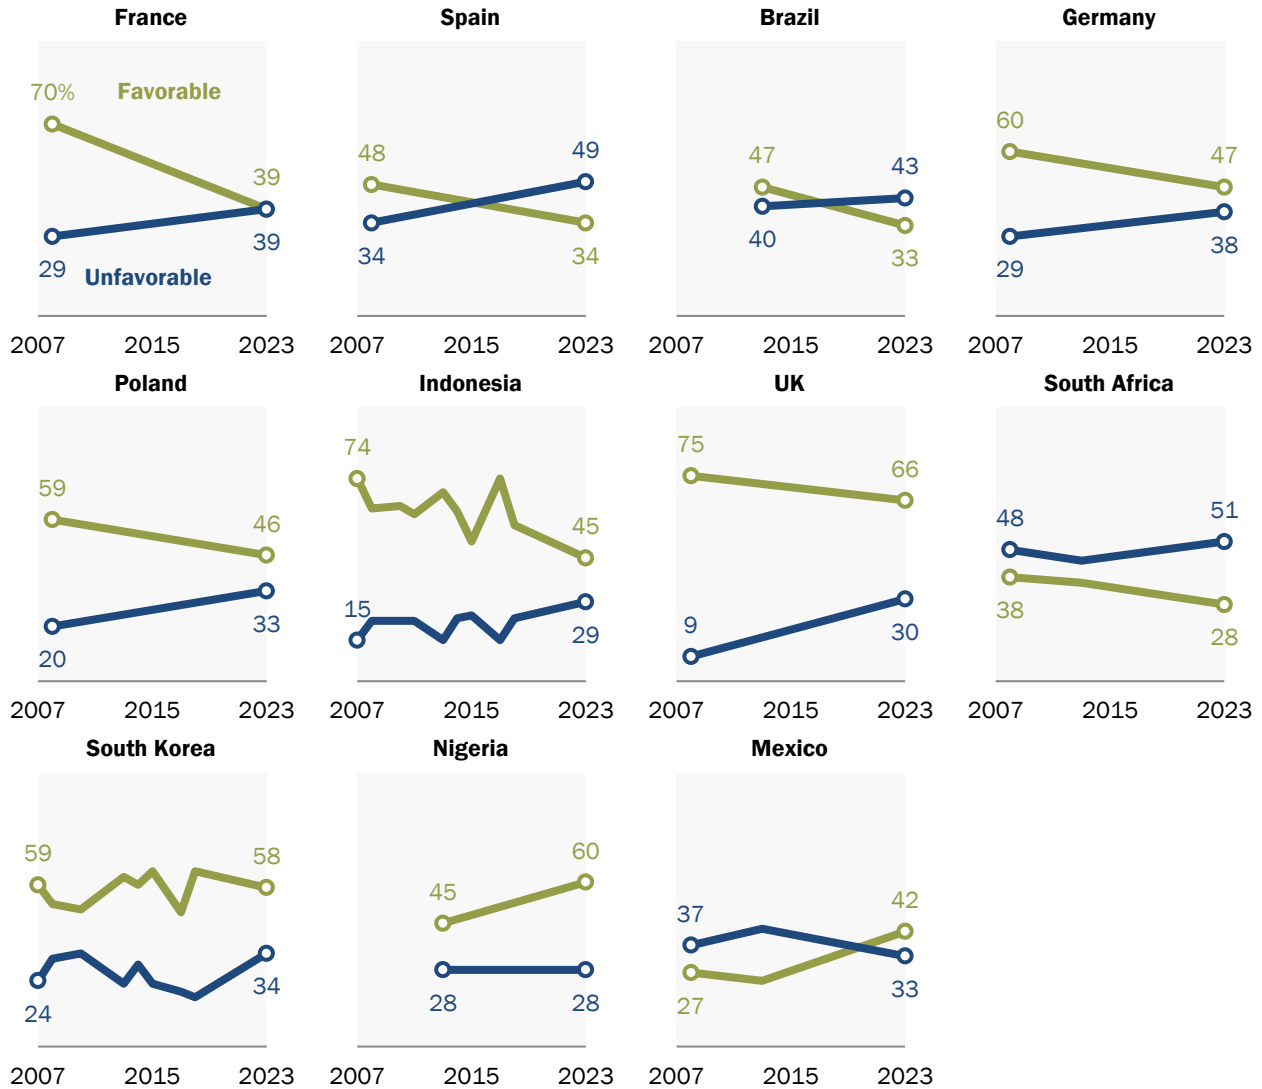 France Spain Brazil Germany
70% Favorable 39 39 29 Unfavorable
48 49 34 34
47 43 40 33
60 47 29 38
2007 2015 2023 2007 2015 2023 2007 2015 2023 2007 2015 2023
Poland Indonesia UK South Africa
59 46 20 33
74 45 15 29
75 66 9 30
48 51 38 28
2007 2015 2023 2007 2015 2023 2007 2015 2023 2007 2015 2023
South Korea Nigeria Mexico
59 58 24 34
45 60 28 28
37 42 27 33
2007 2015 2023 2007 2015 2023 2007 2015 2023